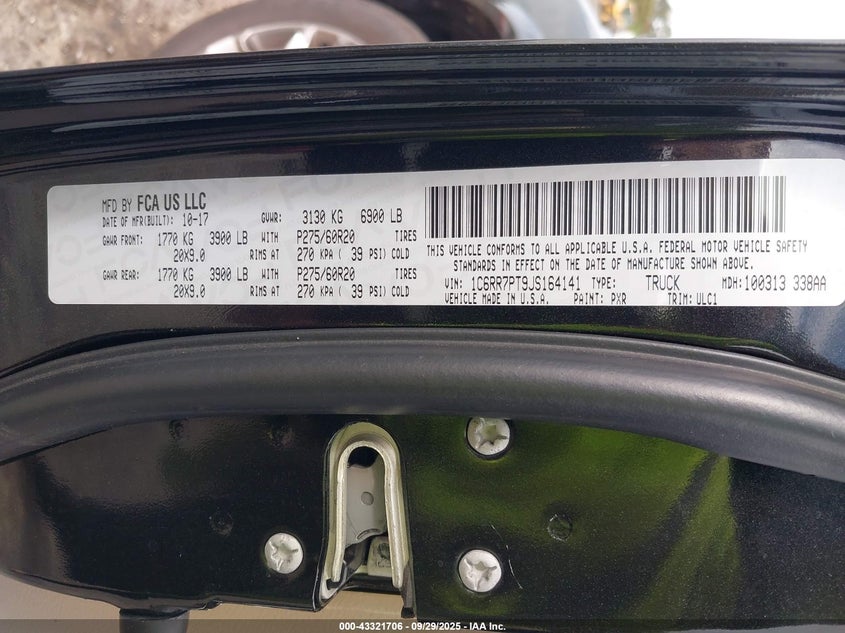 MFD BY FCA US LLC
DATE OF MFR(BUILT): 10-17 GVWR: 3130 KG 6900 LB
GAWR FRONT: 1770 KG 3900 LB WITH P275/60R20 TIRES
20X9.0 RIMS AT 270 KPA ( 39 PSI) COLD
GAWR REAR: 1770 KG 3900 LB WITH P275/60R20 TIRES
20X9.0 RIMS AT 270 KPA ( 39 PSI) COLD
THIS VEHICLE CONFORMS TO ALL APPLICABLE U.S.A. FEDERAL MOTOR VEHICLE SAFETY
STANDARDS IN EFFECT ON THE DATE OF MANUFACTURE SHOWN ABOVE.
VIN: 1C6RR7PT9JS164141 TYPE: TRUCK MDH: 100313 338AA
VEHICLE MADE IN U.S.A. PAINT: PXR TRIM: ULC1
000-43321706 - 09/29/2025 - IAA Inc.